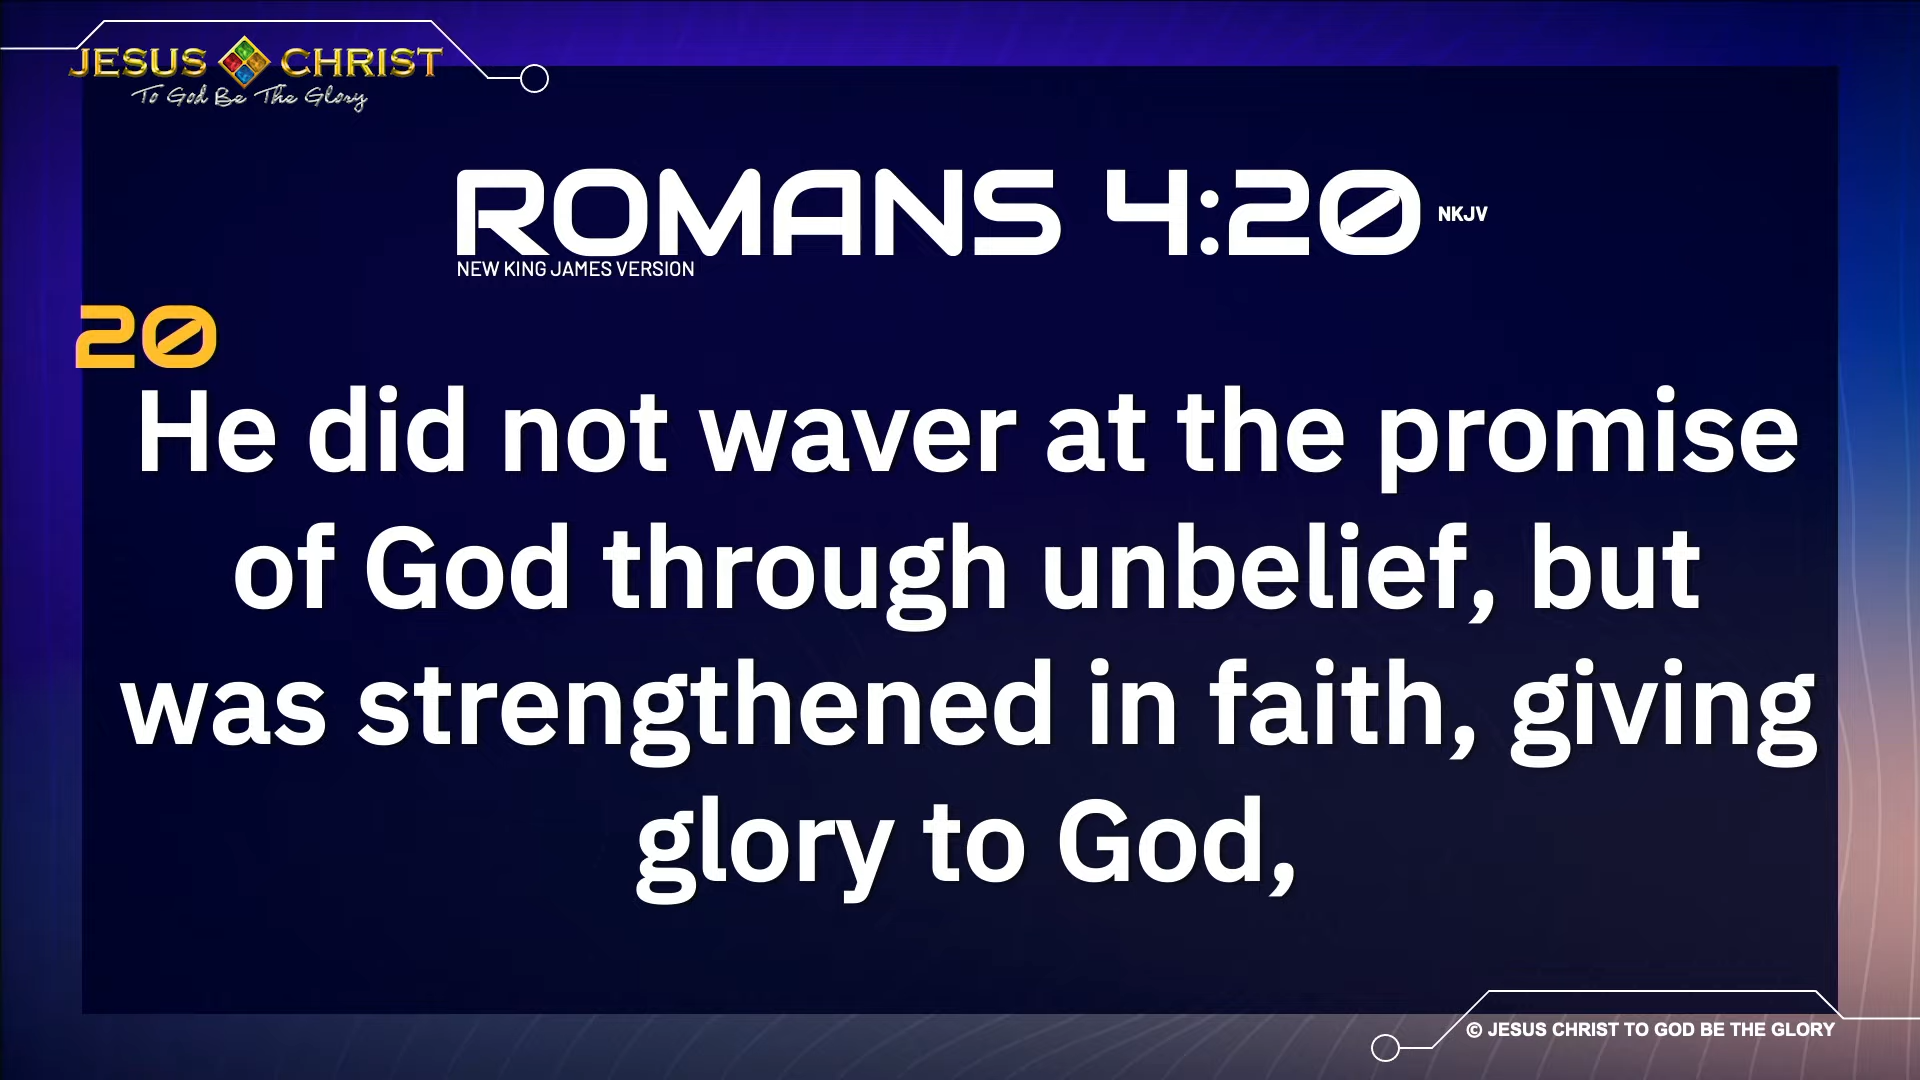 JESUS CHRIST
To God Be The Glory
ROMANS 4:20 NKJV
NEW KING JAMES VERSION
20
He did not waver at the promise
of God through unbelief, but
was strengthened in faith, giving
glory to God,
© JESUS CHRIST TO GOD BE THE GLORY